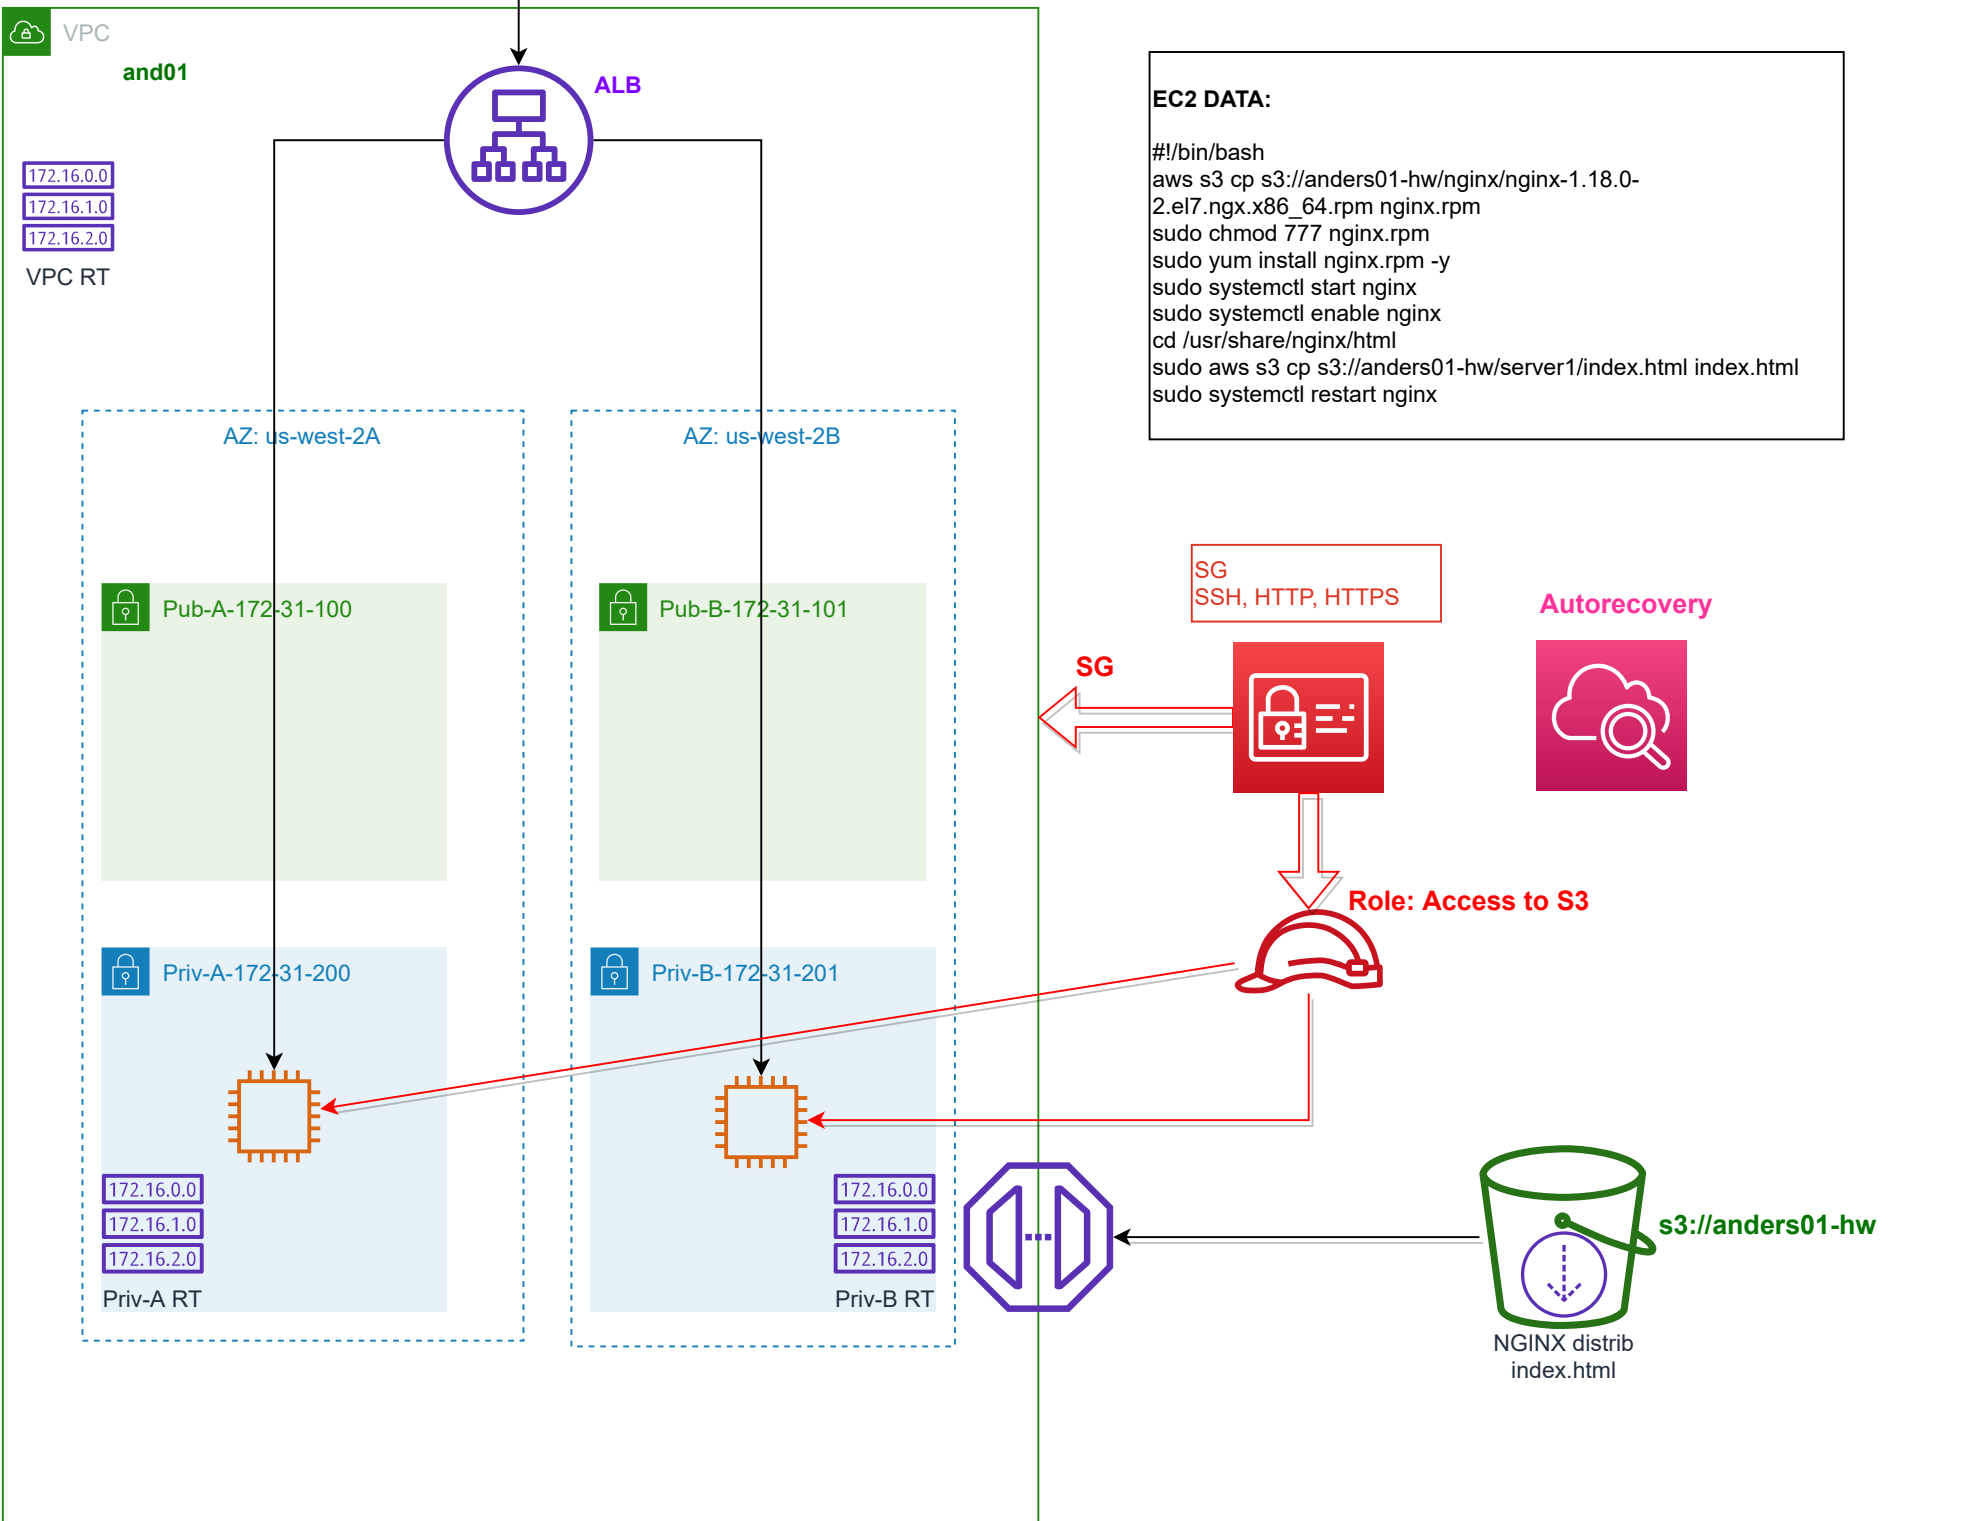 VPC
and01
ALB
172.16.0.0
172.16.1.0
172.16.2.0
VPC RT
EC2 DATA:
#!/bin/bash
aws s3 cp s3://anders01-hw/nginx/nginx-1.18.0-
2.el7.ngx.x86_64.rpm nginx.rpm
sudo chmod 777 nginx.rpm
sudo yum install nginx.rpm -y
sudo systemctl start nginx
sudo systemctl enable nginx
cd /usr/share/nginx/html
sudo aws s3 cp s3://anders01-hw/server1/index.html index.html
sudo systemctl restart nginx
AZ: us-west-2A
AZ: us-west-2B
Pub-A-172-31-100
Pub-B-172-31-101
SG
SSH, HTTP, HTTPS
Autorecovery
SG
Role: Access to S3
Priv-A-172-31-200
Priv-B-172-31-201
172.16.0.0
172.16.1.0
172.16.2.0
Priv-A RT
172.16.0.0
172.16.1.0
172.16.2.0
Priv-B RT
s3://anders01-hw
NGINX distrib
index.html